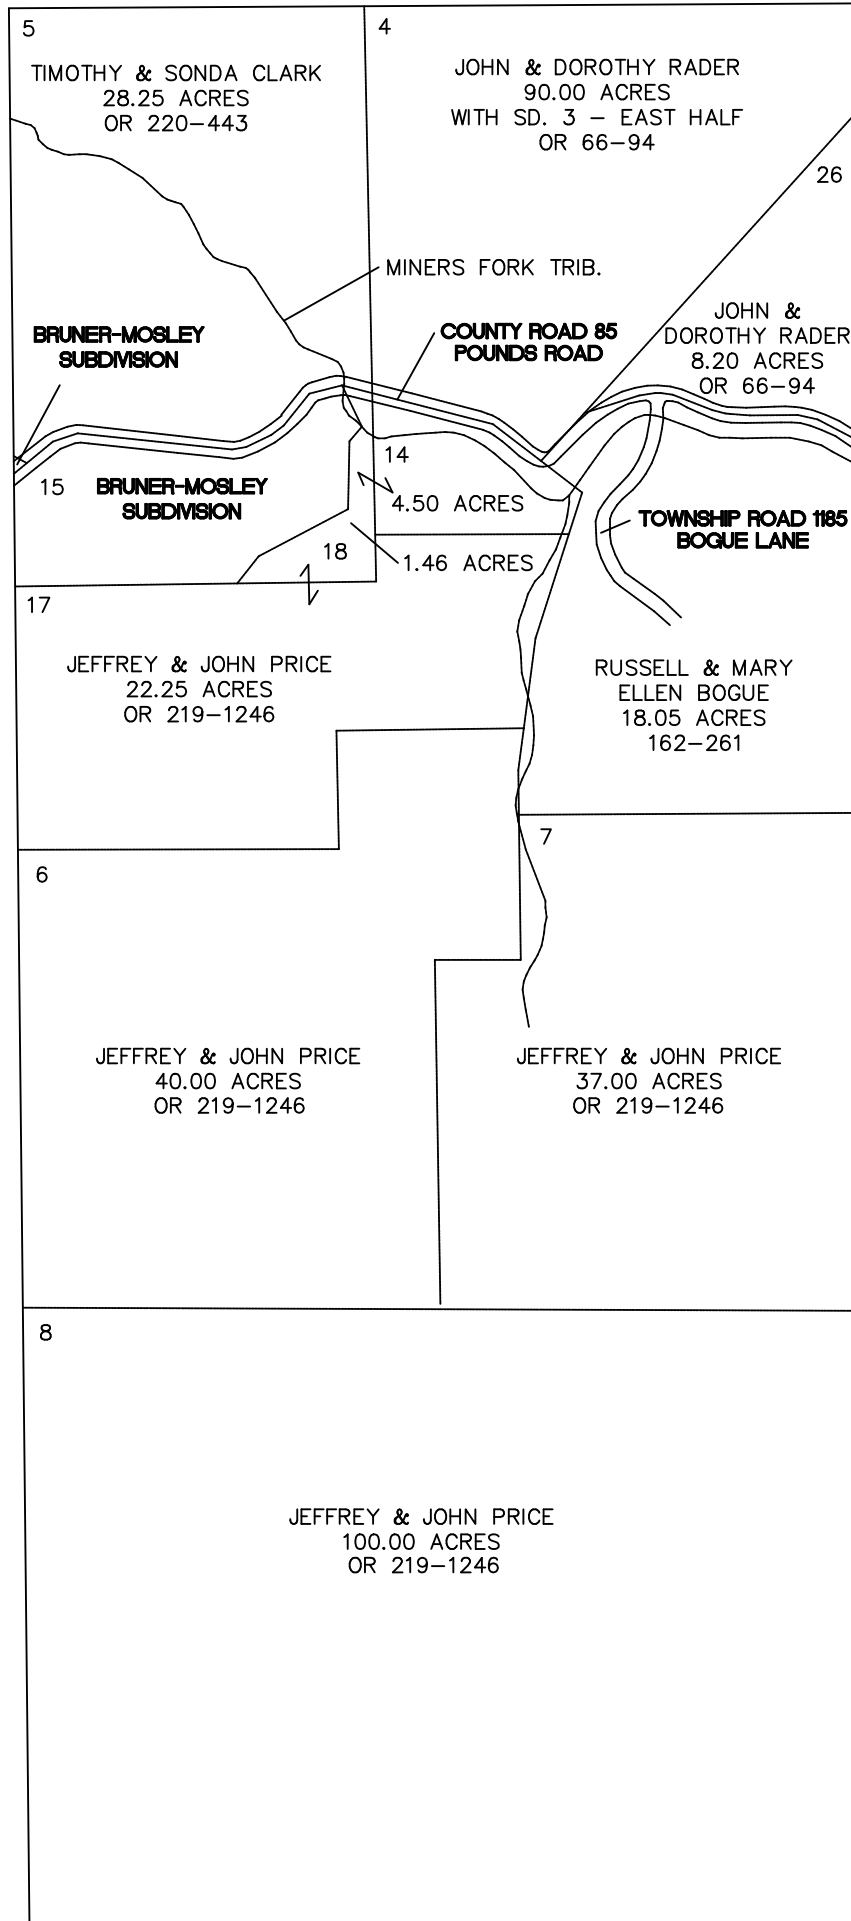 5
TIMOTHY & SONDA CLARK
28.25 ACRES
OR 220-443
4
JOHN & DOROTHY RADER
90.00 ACRES
WITH SD. 3 - EAST HALF
OR 66-94
26
MINERS FORK TRIB.
JOHN &
DOROTHY RADER
8.20 ACRES
OR 66-94
BRUNER-MOSLEY
SUBDIVISION
COUNTY ROAD 85
POUNDS ROAD
15
BRUNER-MOSLEY
SUBDIVISION
14
4.50 ACRES
TOWNSHIP ROAD 1185
BOGUE LANE
18
1.46 ACRES
17
JEFFREY & JOHN PRICE
22.25 ACRES
OR 219-1246
RUSSELL & MARY
ELLEN BOGUE
18.05 ACRES
162-261
7
6
JEFFREY & JOHN PRICE
40.00 ACRES
OR 219-1246
JEFFREY & JOHN PRICE
37.00 ACRES
OR 219-1246
8
JEFFREY & JOHN PRICE
100.00 ACRES
OR 219-1246